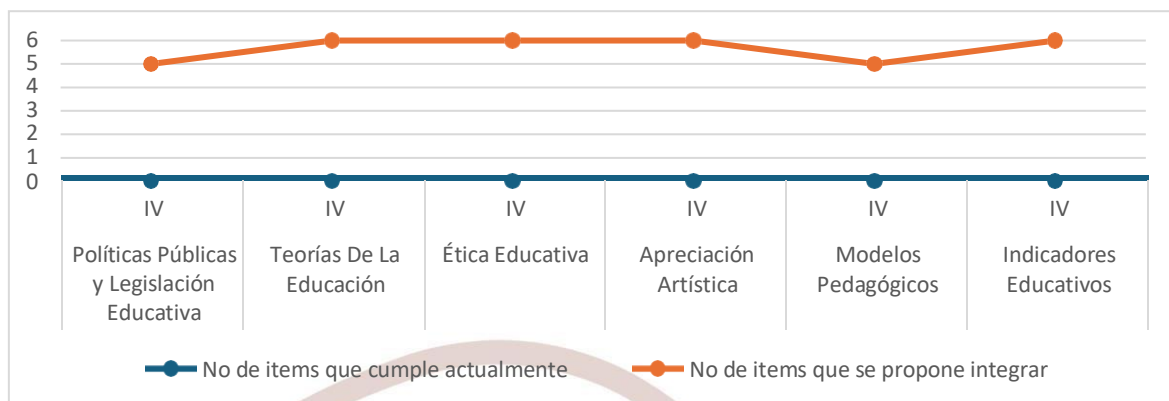 6
5
4
3
2
1
0
IV IV IV IV IV IV
Políticas Públicas y Legislación Educativa
Teorías De La Educación
Ética Educativa
Apreciación Artística
Modelos Pedagógicos
Indicadores Educativos
No de items que cumple actualmente
No de items que se propone integrar